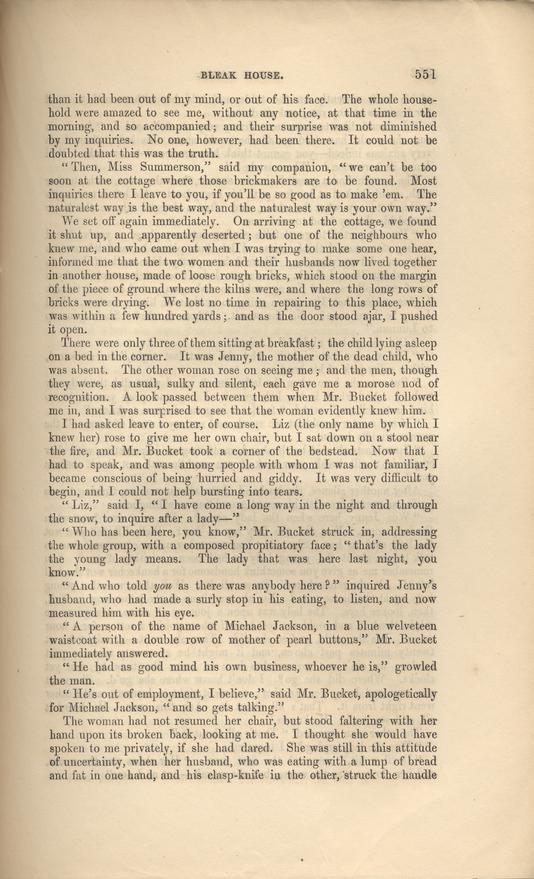 BLEAK HOUSE. 551
than it had been out of my mind, or out of his face. The whole house-
hold were amazed to see me, without any notice, at that time in the
morning, and so accompanied; and their surprise was not diminished
by my inquiries. No one, however, had been there. It could not be
doubted that this was the truth.
“Then, Miss Summerson,” said my companion, “we can’t be too
soon at the cottage where those brickmakers are to be found. Most
inquiries there I leave to you, if you’ll be so good as to make ’em. The
naturalest way is the best way, and the naturalest way is your own way.”
We set off again immediately. On arriving at the cottage, we found
it shut up, and apparently deserted; but one of the neighbours who
knew me, and who came out when I was trying to make some one hear,
informed me that the two women and their husbands now lived together
in another house, made of loose rough bricks, which stood on the margin
of the piece of ground where the kilns were, and where the long rows of
bricks were drying. We lost no time in repairing to this place, which
was within a few hundred yards; and as the door stood ajar, I pushed
it open.
There were only three of them sitting at breakfast; the child lying asleep
on a bed in the corner. It was Jenny, the mother of the dead child, who
was absent. The other woman rose on seeing me; and the men, though
they were, as usual, sulky and silent, each gave me a morose nod of
recognition. A look passed between them when Mr. Bucket followed
me in, and I was surprised to see that the woman evidently knew him.
I had asked leave to enter, of course. Liz (the only name by which I
knew her) rose to give me her own chair, but I sat down on a stool near
the fire, and Mr. Bucket took a corner of the bedstead. Now that I
had to speak, and was among people with whom I was not familiar, I
became conscious of being hurried and giddy. It was very difficult to
begin, and I could not help bursting into tears.
“Liz,” said I, “I have come a long way in the night and through
the snow, to inquire after a lady—”
“Who has been here, you know,” Mr. Bucket struck in, addressing
the whole group, with a composed propitiatory face; “that’s the lady
the young lady means. The lady that was here last night, you
know.”
“And who told you as there was anybody here?” inquired Jenny’s
husband, who had made a surly stop in his eating, to listen, and now
measured him with his eye.
“A person of the name of Michael Jackson, in a blue welveteen
waistcoat with a double row of mother of pearl buttons,” Mr. Bucket
immediately answered.
“He had as good mind his own business, whoever he is,” growled
the man.
“He’s out of employment, I believe,” said Mr. Bucket, apologetically
for Michael Jackson, “and so gets talking.”
The woman had not resumed her chair, but stood faltering with her
hand upon its broken back, looking at me. I thought she would have
spoken to me privately, if she had dared. She was still in this attitude
of uncertainty, when her husband, who was eating with a lump of bread
and fat in one hand, and his clasp-knife in the other, struck the handle